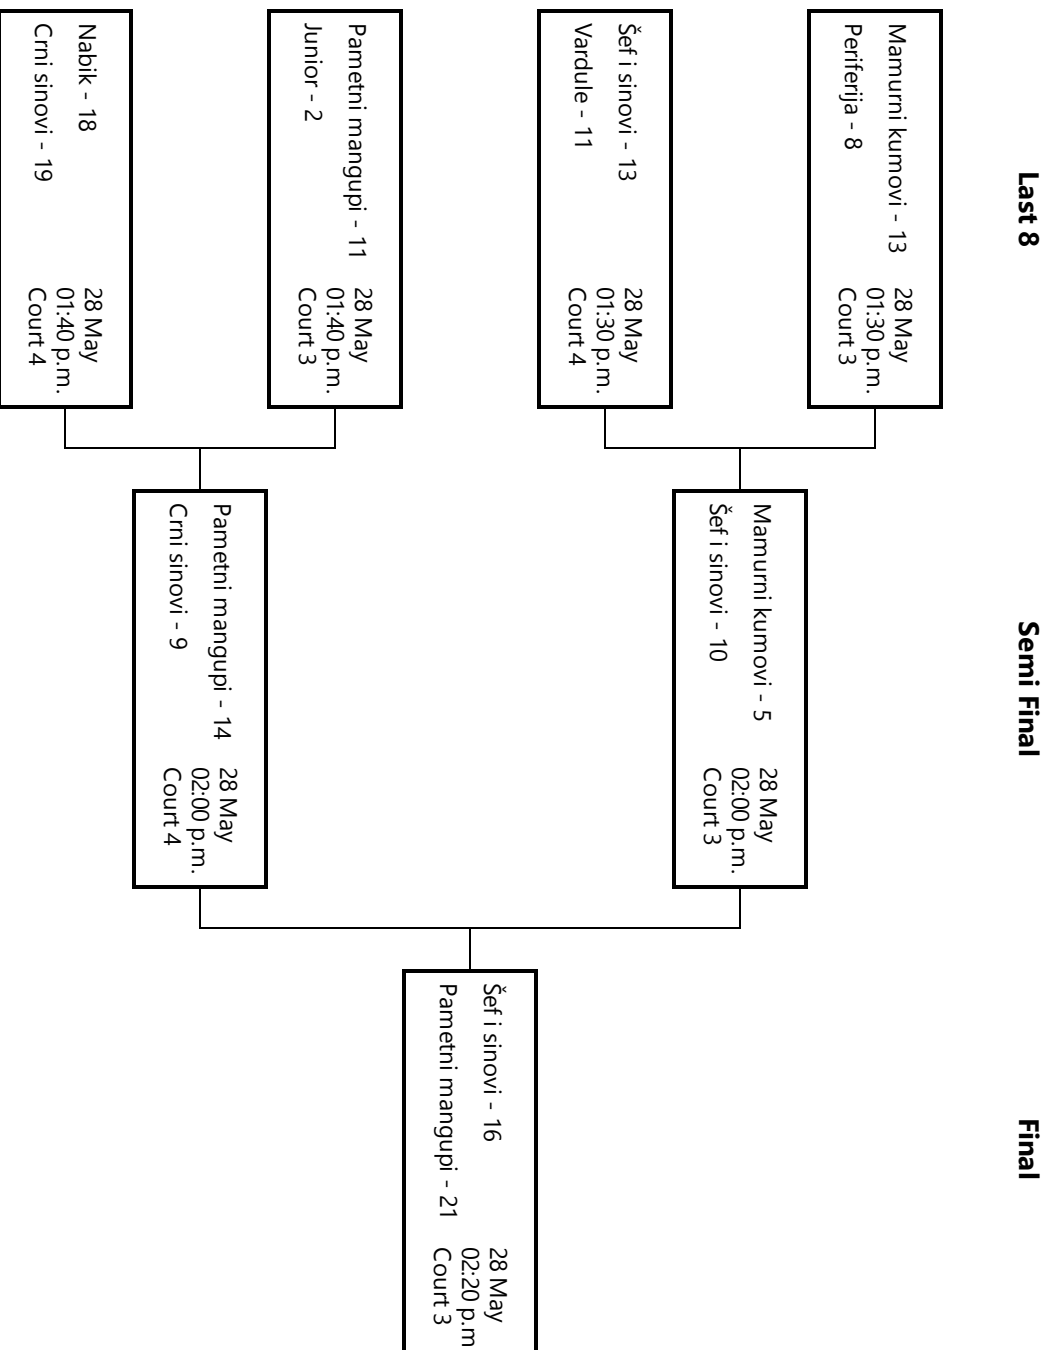 Last 8
Semi Final
Final
Mamurni kumovi - 13
Periferija - 8
28 May
01:30 p.m.
Court 3
Šef i sinovi - 13
Vardule - 11
28 May
01:30 p.m.
Court 4
Pametni mangupi - 11
Junior - 2
28 May
01:40 p.m.
Court 3
Nabik - 18
Crni sinovi - 19
28 May
01:40 p.m.
Court 4
Mamurni kumovi - 5
Šef i sinovi - 10
28 May
02:00 p.m.
Court 3
Pametni mangupi - 14
Crni sinovi - 9
28 May
02:00 p.m.
Court 4
Šef i sinovi - 16
Pametni mangupi - 21
28 May
02:20 p.m
Court 3